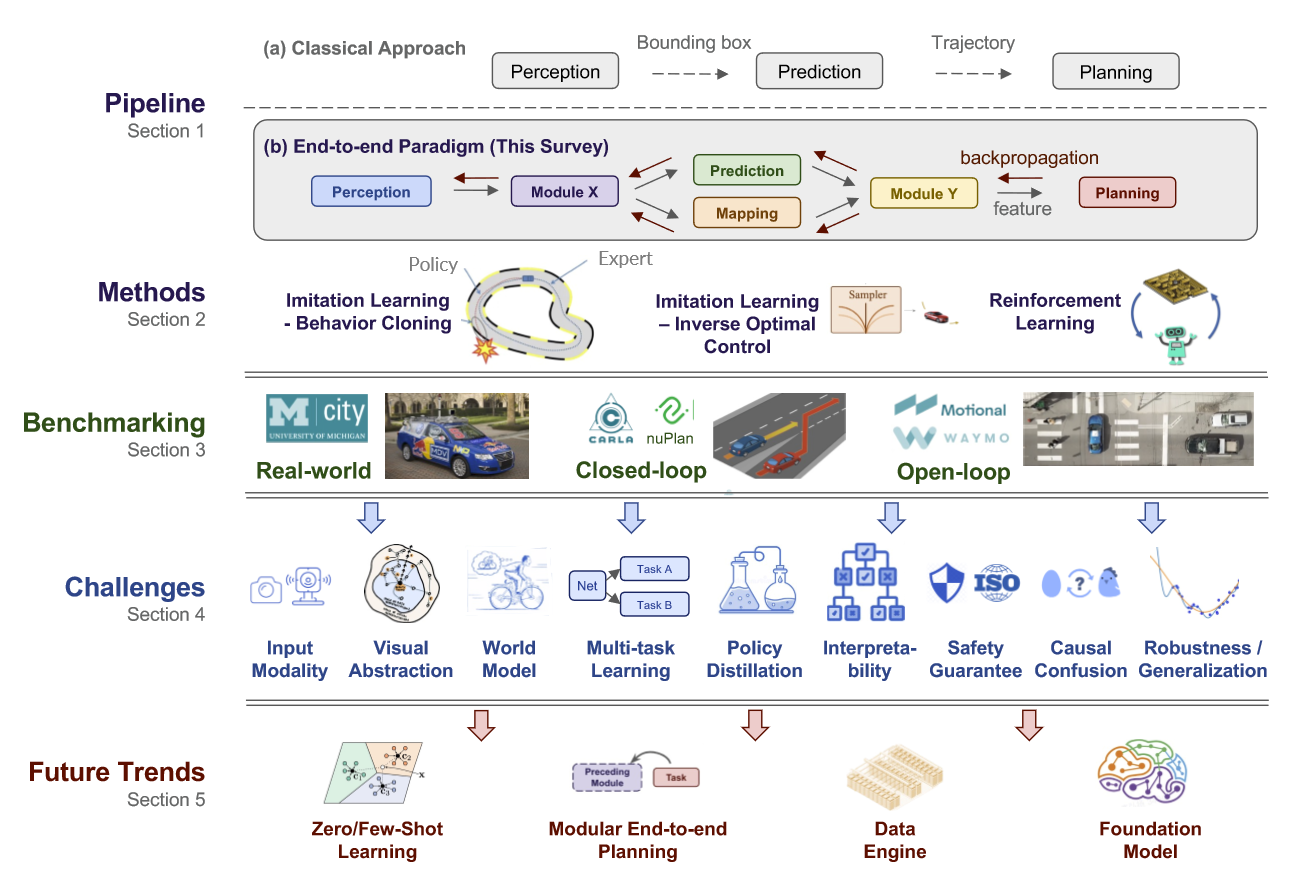 (a) Classical Approach
Bounding box
Trajectory
Perception
Prediction
Planning
Pipeline
Section 1
(b) End-to-end Paradigm (This Survey)
backpropagation
Perception
Module X
Prediction
Mapping
Module Y
feature
Planning
Methods
Section 2
Policy
Expert
Imitation Learning
- Behavior Cloning
Imitation Learning
– Inverse Optimal
Control
Sampler
Reinforcement
Learning
Benchmarking
Section 3
M city
UNIVERSITY OF MICHIGAN
Real-world
CARLA
nuPlan
Closed-loop
Motional
WAYMO
Open-loop
Challenges
Section 4
Net
Task A
Task B
ISO
?
Input
Modality
Visual
Abstraction
World
Model
Multi-task
Learning
Policy
Distillation
Interpreta-
bility
Safety
Guarantee
Causal
Confusion
Robustness /
Generalization
Future Trends
Section 5
c1
c2
c3
x
Preceding
Module
Task
Zero/Few-Shot
Learning
Modular End-to-end
Planning
Data
Engine
Foundation
Model